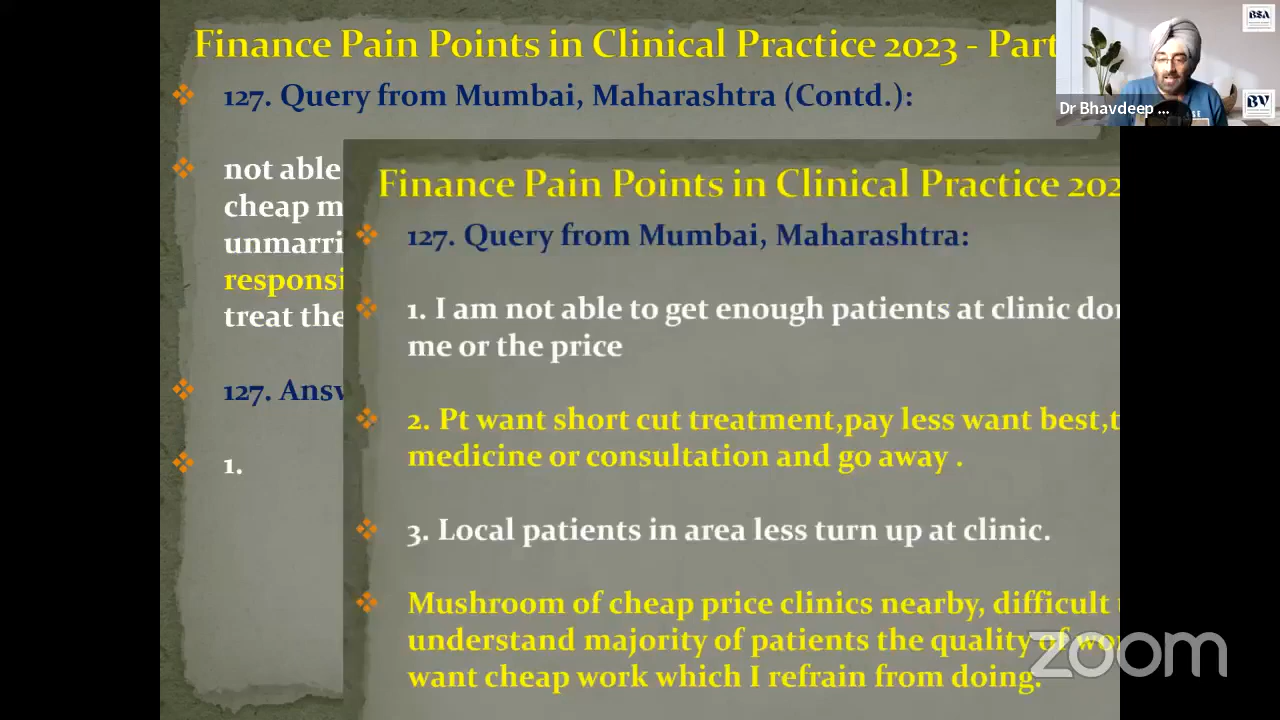 Finance Pain Points in Clinical Practice 2023 - Part
127. Query from Mumbai, Maharashtra (Contd.):
not able
cheap m
unmarri
responsi
treat the
127. Answ
1.
Finance Pain Points in Clinical Practice 202
127. Query from Mumbai, Maharashtra:
1. I am not able to get enough patients at clinic don
me or the price
2. Pt want short cut treatment,pay less want best,t
medicine or consultation and go away .
3. Local patients in area less turn up at clinic.
Mushroom of cheap price clinics nearby, difficult t
understand majority of patients the quality of wor
want cheap work which I refrain from doing.
Dr Bhavdeep ...
BSA
BV
zoom